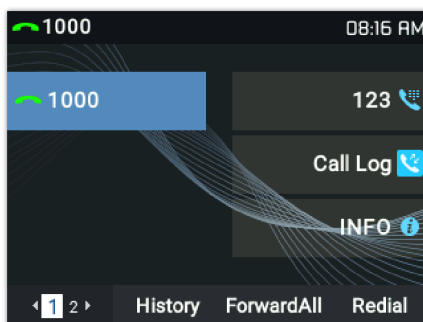 1000 08:16 AM
1000 123
Call Log
INFO
1 2 History ForwardAll Redial